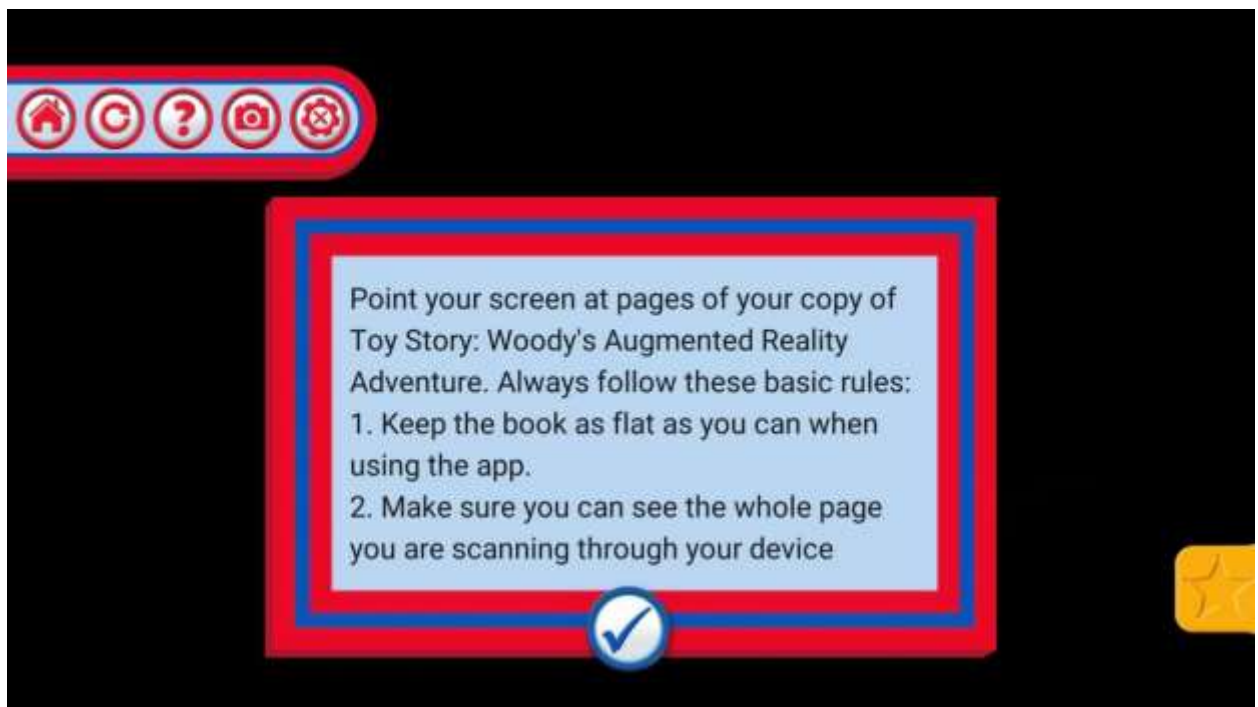 Point your screen at pages of your copy of
Toy Story: Woody's Augmented Reality
Adventure. Always follow these basic rules:
1. Keep the book as flat as you can when
using the app.
2. Make sure you can see the whole page
you are scanning through your device